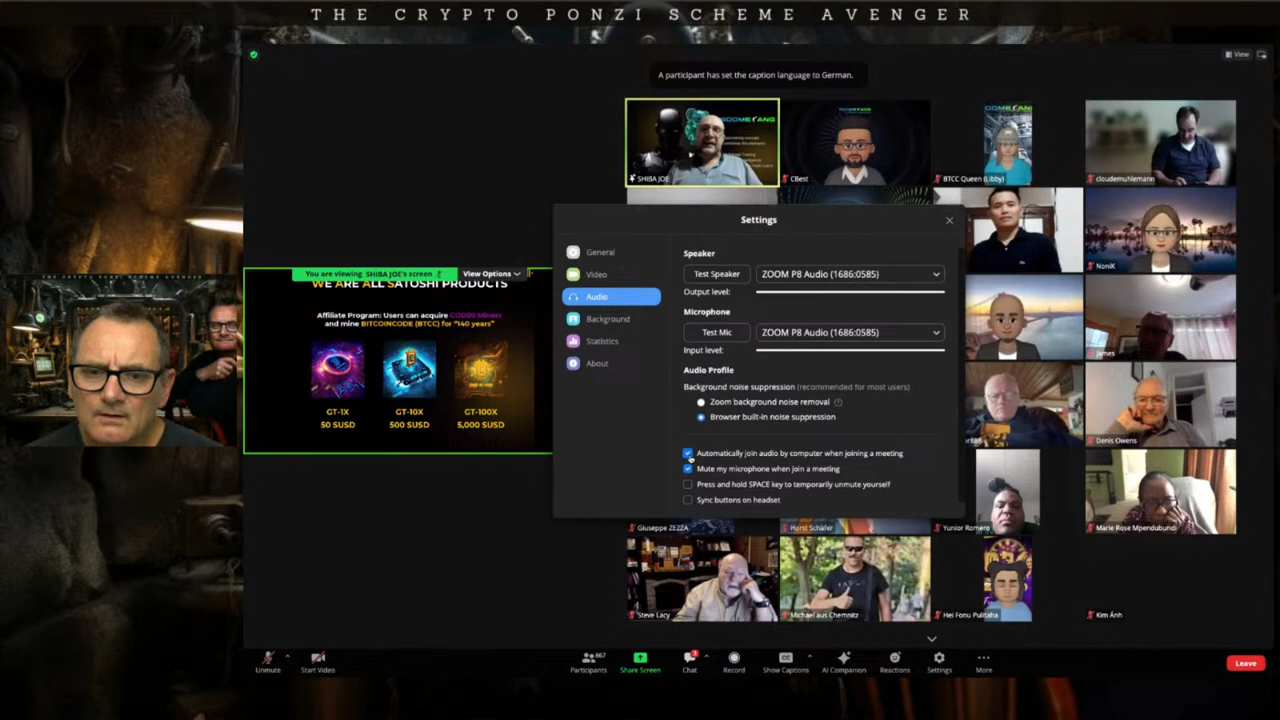 THE CRYPTO PONZI SCHEME AVENGER
View
A participant has set the caption language to German.
SHIBA JOE
CBest
BTCC Queen (Libby)
cloudemuhlemann
Settings
General
Video
Audio
Background
Statistics
About
Speaker
Test Speaker
ZOOM P8 Audio (1686:0585)
Output level:
Microphone
Test Mic
ZOOM P8 Audio (1686:0585)
Input level:
Audio Profile
Background noise suppression (recommended for most users)
Zoom background noise removal
Browser built-in noise suppression
Automatically join audio by computer when joining a meeting
Mute my microphone when join a meeting
Press and hold SPACE key to temporarily unmute yourself
Sync buttons on headset
You are viewing SHIBA JOE's screen
View Options
WE ARE ALL SATOSHI PRODUCTS
Affiliate Program: Users can acquire
and mine BITCOINCODE (BTCC) for "140 years"
GT-1X
50 SUSD
GT-10X
500 SUSD
GT-100X
5,000 SUSD
NoniK
James
Denis Owens
Giuseppe ZEZZA
Horst Schäfer
Yunior Romero
Marie Rose Mpendubundi
Steve Lacy
Michael aus Chemnitz
Hei Fonu Pulitaha
Kim Ánh
Unmute
Start Video
Participants
867
Share Screen
Chat
3
Record
CC
Show Captions
AI Companion
Reactions
Settings
More
Leave